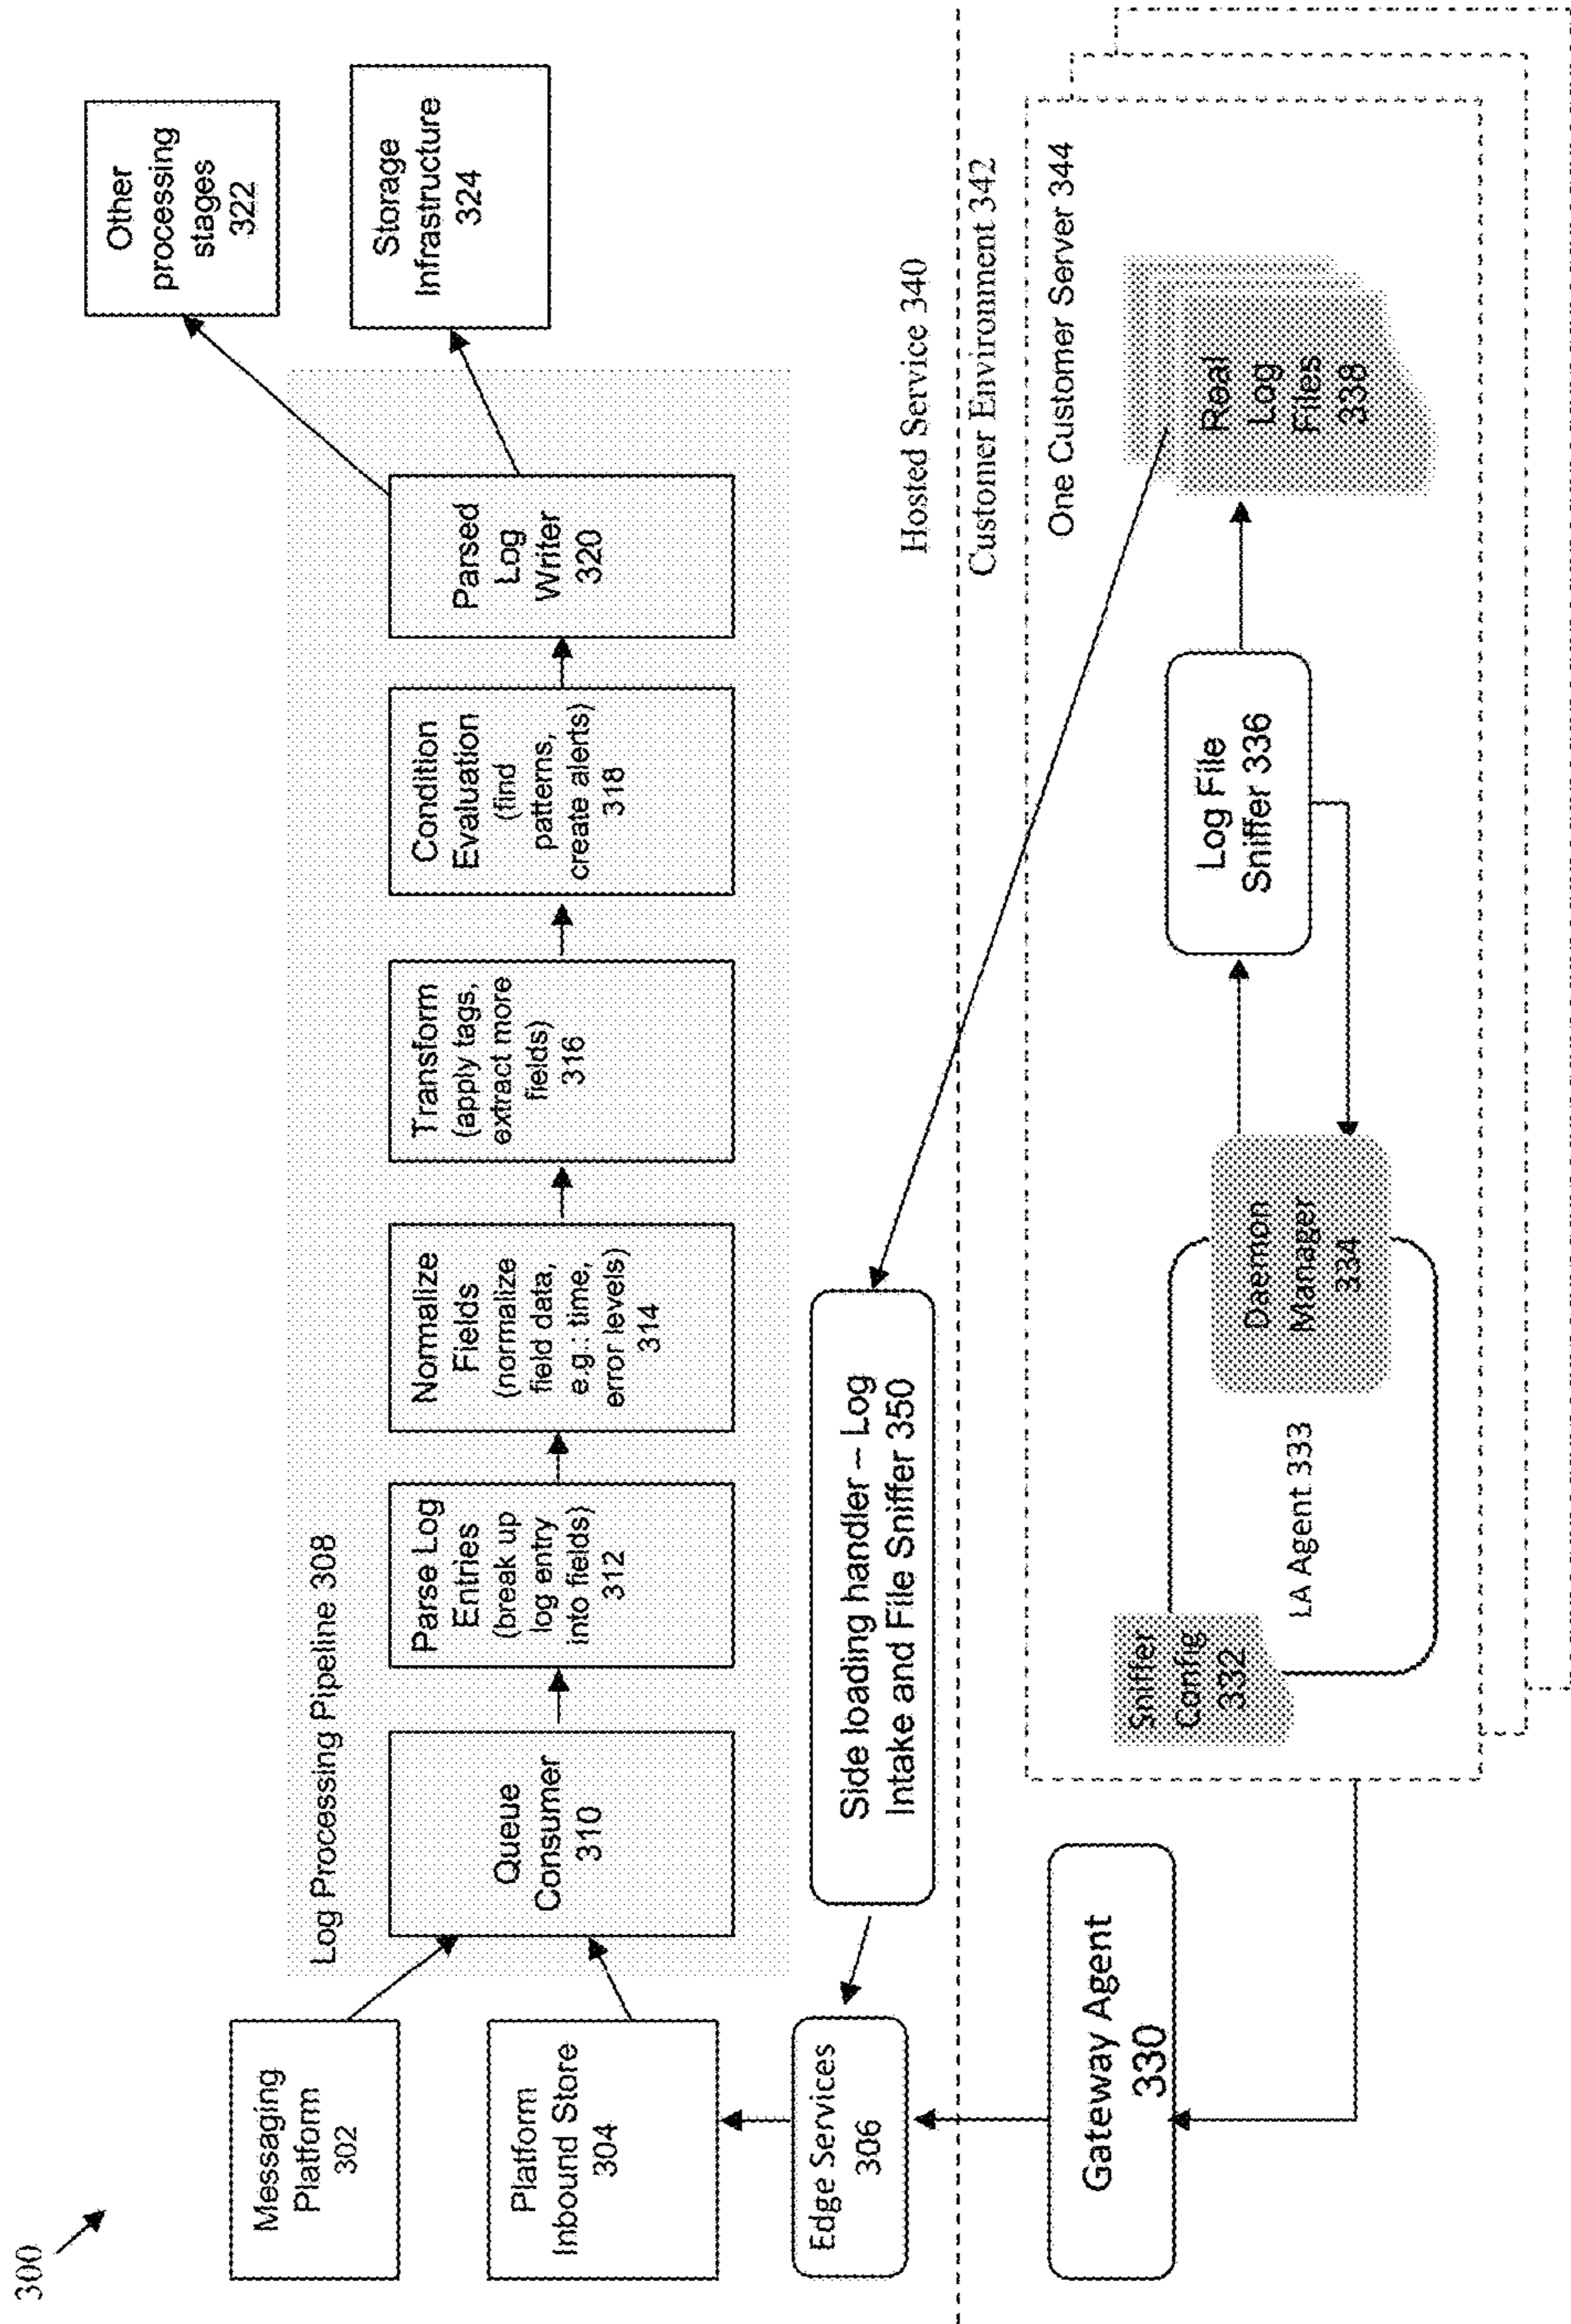 300
Messaging
Platform
302
Platform
Inbound Store
304
Edge Services
306
Log Processing Pipeline 308
Queue
Consumer
310
Parse Log
Entries
(break up
log entry
into fields)
312
Normalize
Fields
(normalize
field data,
e.g.: time,
error levels)
314
Transform
(apply tags,
extract more
fields)
316
Condition
Evaluation
(find
patterns,
create alerts)
318
Parsed
Log
Writer
320
Other
processing
stages
322
Storage
Infrastructure
324
Side loading handler – Log
Intake and File Sniffer 350
Hosted Service 340
Customer Environment 342
Gateway Agent
330
One Customer Server 344
Sniffer
Config
332
LA Agent 333
Daemon
Manager
334
Log File
Sniffer 336
Real
Log
Files
338